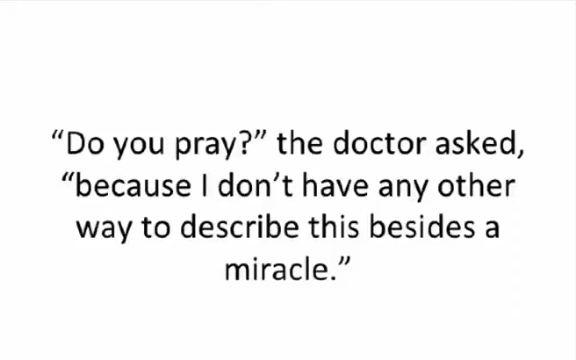 “Do you pray?” the doctor asked,
“because I don’t have any other
way to describe this besides a
miracle.”